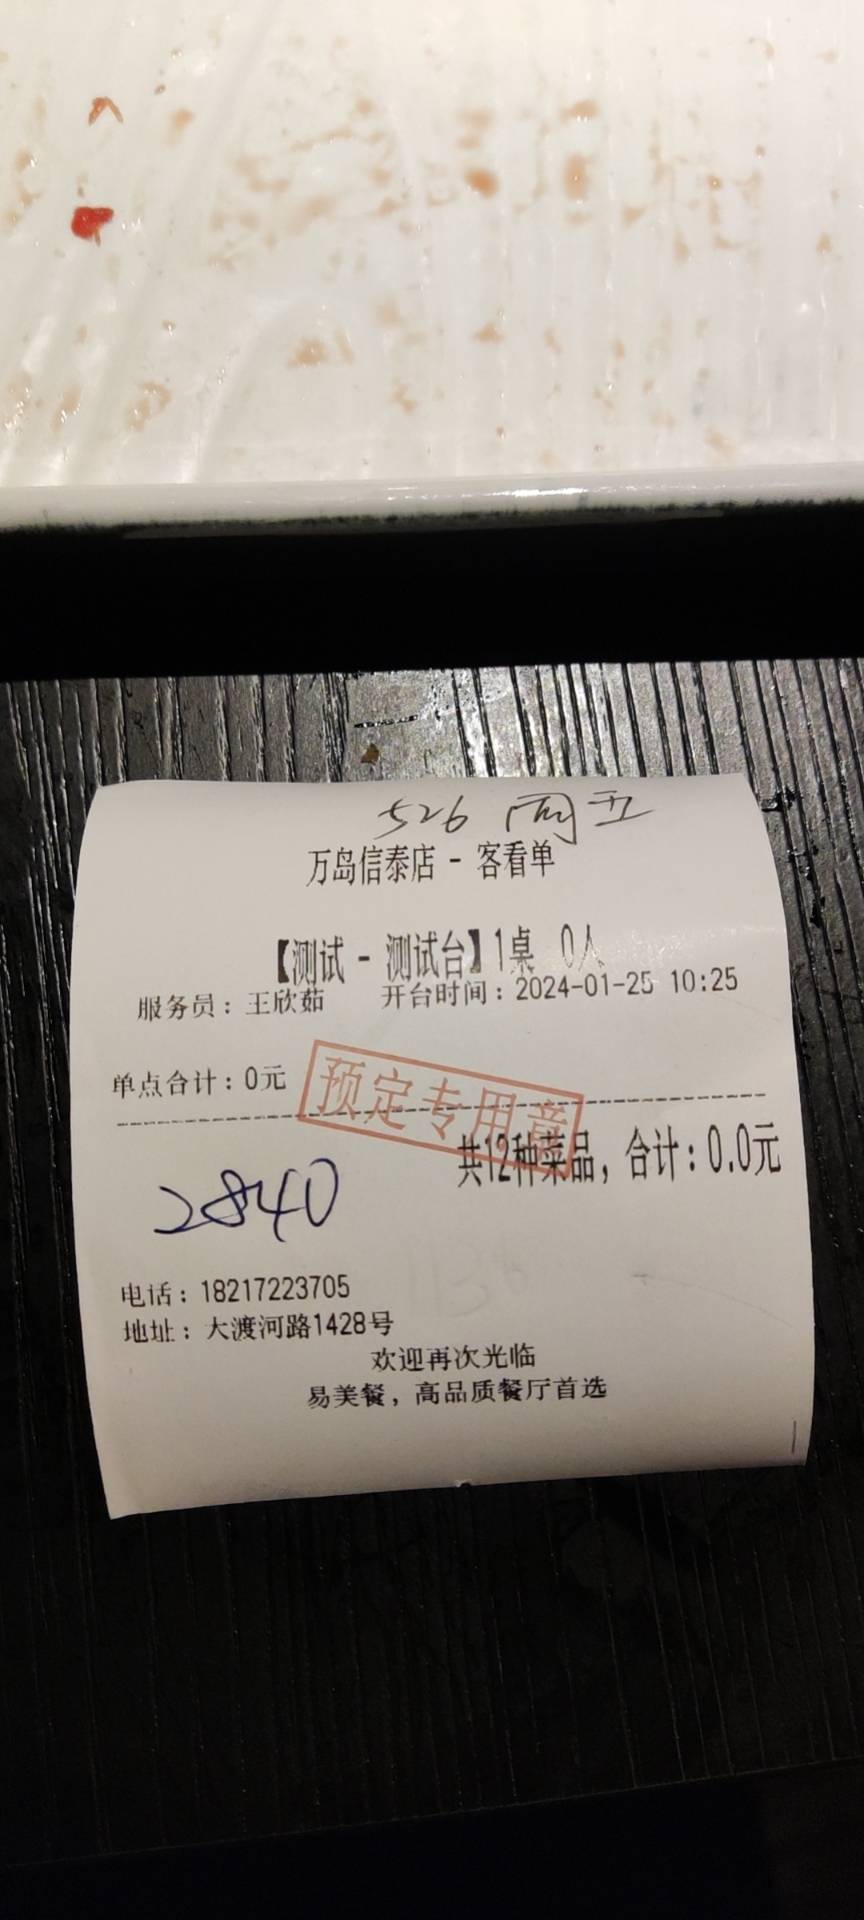 526 周五
万岛信泰店 - 客看单
【测试 - 测试台】1桌 0人
服务员：王欣茹 开台时间：2024-01-25 10:25
单点合计：0元
预定专用章
共12种菜品，合计：0.0元
2840
电话：18217223705
地址：大渡河路1428号
欢迎再次光临
易美餐，高品质餐厅首选